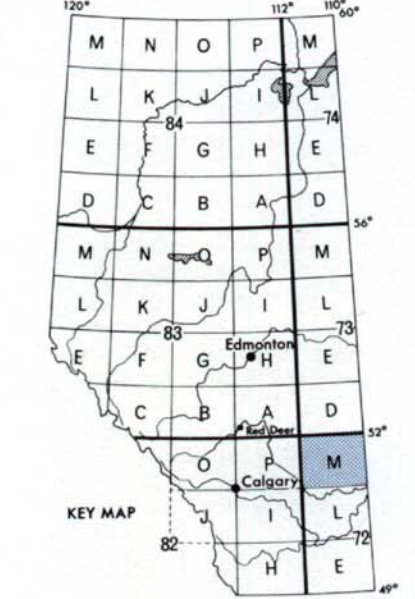 120° 112° 110° 60°
M N O P M
L K J I L
84 74
E F G H E
D C B A D
56°
M N O P M
L K J I L
83 73
Edmonton
E F G H E
C B A D
Red Deer
52°
O P M
Calgary
KEY MAP J I L
82 72
H E
49°